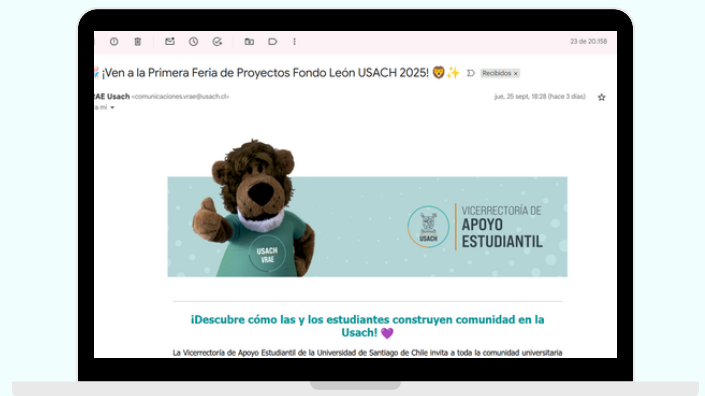 23 de 20.158
¡Ven a la Primera Feria de Proyectos Fondo León USACH 2025! 🦁✨ Recibidos ×
RAE Usach <comunicaciones.vrae@usach.cl>
jue, 25 sept, 18:28 (hace 3 días)
a mí
USACH
VRAE
USACH
VICERRECTORÍA DE
APOYO
ESTUDIANTIL
¡Descubre cómo las y los estudiantes construyen comunidad en la
Usach! 💜
La Vicerrectoría de Apoyo Estudiantil de la Universidad de Santiago de Chile invita a toda la comunidad universitaria